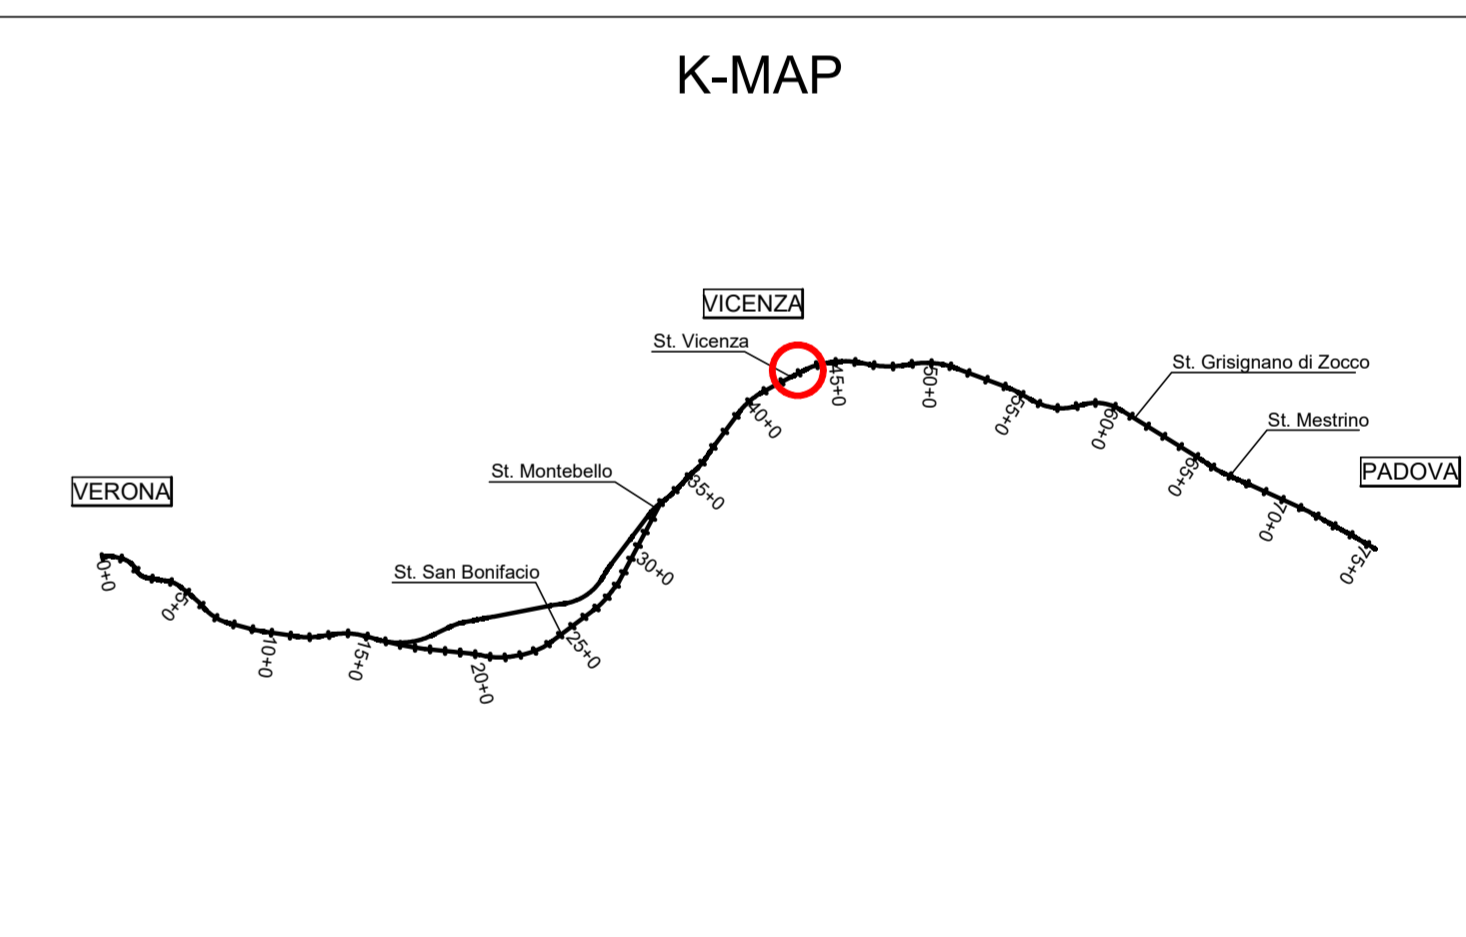 K-MAP
VICENZA
St. Vicenza
St. Grisignano di Zocco
St. Mestrino
St. Montebello
PADOVA
VERONA
St. San Bonifacio
0+0
5+0
10+0
15+0
20+0
25+0
30+0
35+0
40+0
45+0
50+0
55+0
60+0
65+0
70+0
75+0